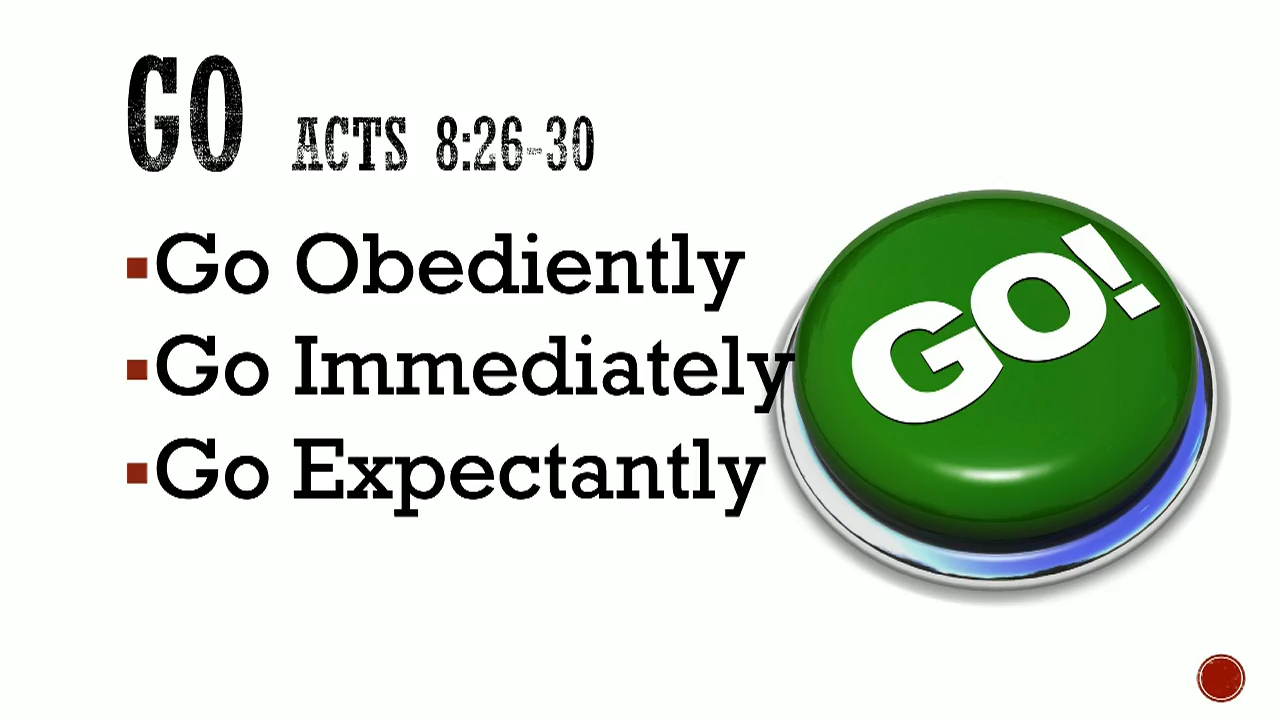 GO ACTS 8:26-30
▪Go Obediently
▪Go Immediately
▪Go Expectantly
GO!